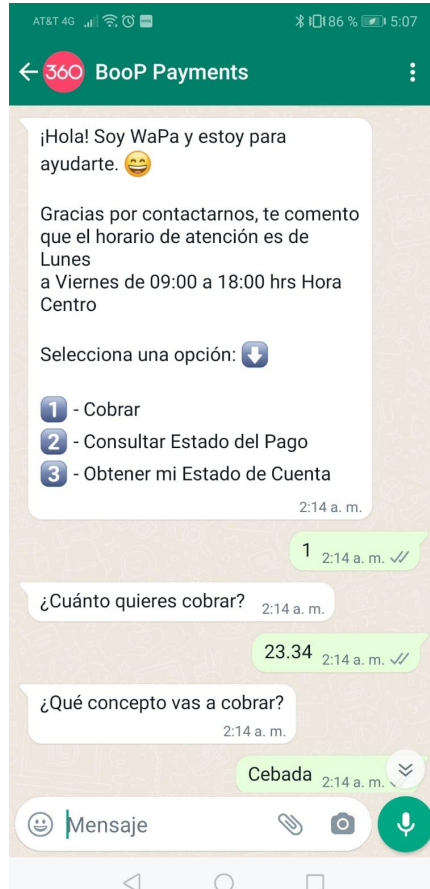 AT&T 4G 86 % 5:07
360 BooP Payments
¡Hola! Soy WaPa y estoy para
ayudarte. 😄
Gracias por contactarnos, te comento
que el horario de atención es de
Lunes
a Viernes de 09:00 a 18:00 hrs Hora
Centro
Selecciona una opción: ⬇️
1 - Cobrar
2 - Consultar Estado del Pago
3 - Obtener mi Estado de Cuenta
2:14 a. m.
1 2:14 a. m.
¿Cuánto quieres cobrar? 2:14 a. m.
23.34 2:14 a. m.
¿Qué concepto vas a cobrar?
2:14 a. m.
Cebada 2:14 a. m.
Mensaje